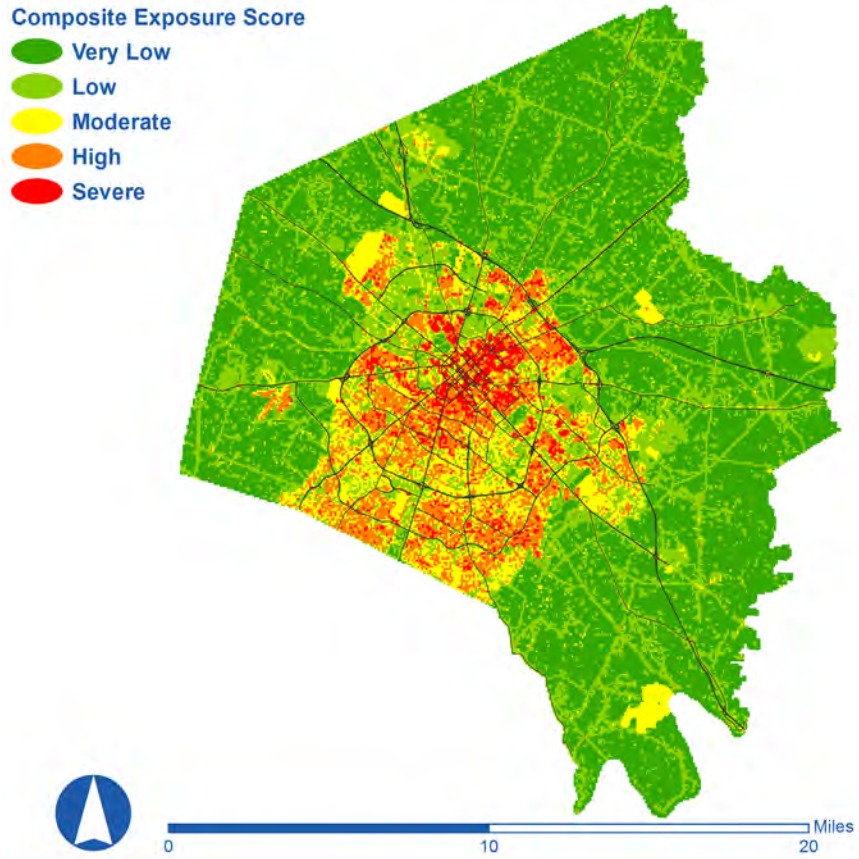 Composite Exposure Score
Very Low
Low
Moderate
High
Severe
Miles
0 10 20